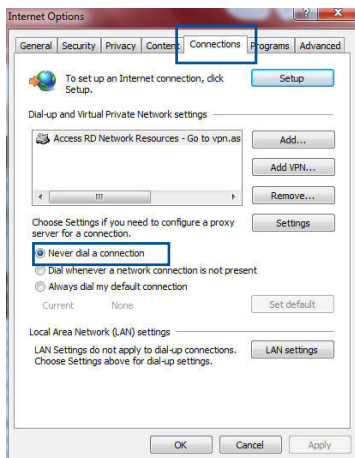 Internet Options
General Security Privacy Content Connections Programs Advanced
To set up an Internet connection, click
Setup.
Setup
Dial-up and Virtual Private Network settings
Access RD Network Resources - Go to vpn.as
Add...
Add VPN...
Remove...
Choose Settings if you need to configure a proxy
server for a connection.
Settings
Never dial a connection
Dial whenever a network connection is not present
Always dial my default connection
Current None
Set default
Local Area Network (LAN) settings
LAN Settings do not apply to dial-up connections.
Choose Settings above for dial-up settings.
LAN settings
OK Cancel Apply